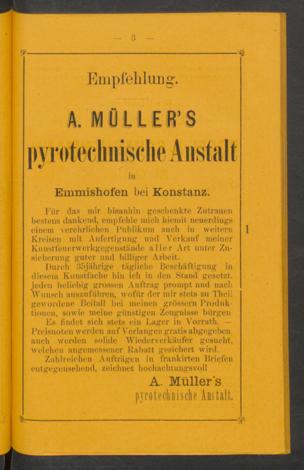 — 3 —
Empfehlung.
A. MÜLLER'S
pyrotechnische Anstalt
in
Emmishofen bei Konstanz.
Für das mir bisanhin geschenkte Zutrauen
bestens dankend, empfehle mich hiemit neuerdings
einem verehrlichen Publikum auch in weitern
Kreisen mit Anfertigung und Verkauf meiner
Kunstfeuerwerkgegenstände aller Art unter Zu-
sicherung guter und billiger Arbeit.
Durch 35jährige tägliche Beschäftigung in
diesem Kunstfache bin ich in den Stand gesetzt,
jeden beliebig grossen Auftrag prompt und nach
Wunsch auszuführen, wofür der mir stets zu Theil
gewordene Beifall bei meinen grössern Produk-
tionen, sowie meine günstigen Zeugnisse bürgen
Es findet sich stets ein Lager in Vorrath. —
Preisnoten werden auf Verlangen gratis abgegeben,
auch werden solide Wiederverkäufer gesucht,
welchen angemessener Rabatt gesichert wird.
Zahlreichen Aufträgen in frankirten Briefen
entgegensehend, zeichnet hochachtungsvoll
A. Müller's
pyrotechnische Anstalt.
1